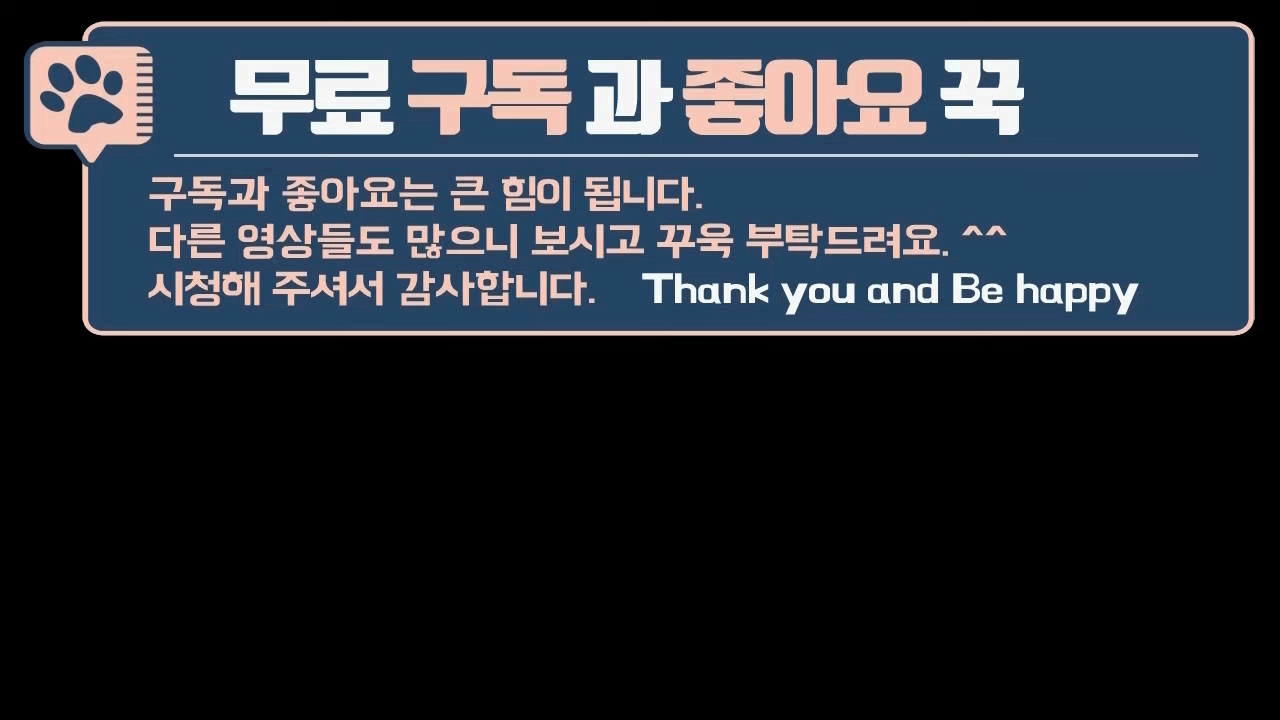 무료 구독 과 좋아요 꾹
구독과 좋아요는 큰 힘이 됩니다.
다른 영상들도 많으니 보시고 꾸욱 부탁드려요. ^^
시청해 주셔서 감사합니다. Thank you and Be happy